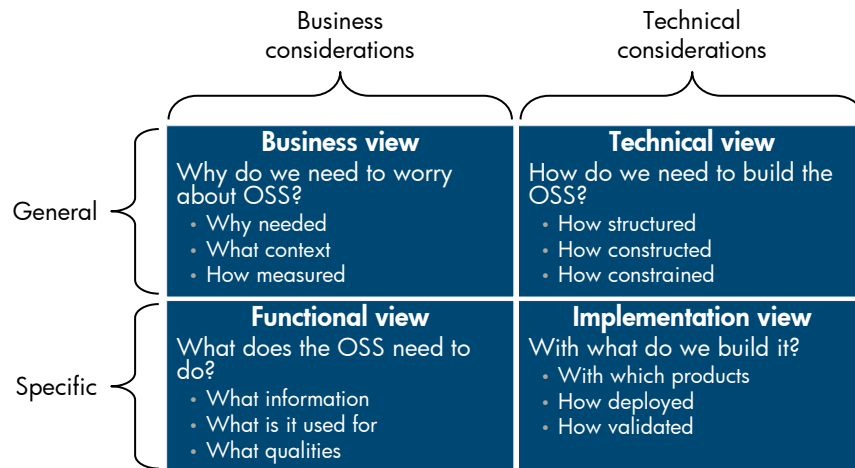 Business
considerations
Technical
considerations
General
Business view
Why do we need to worry
about OSS?
• Why needed
• What context
• How measured
Technical view
How do we need to build the
OSS?
• How structured
• How constructed
• How constrained
Specific
Functional view
What does the OSS need to
do?
• What information
• What is it used for
• What qualities
Implementation view
With what do we build it?
• With which products
• How deployed
• How validated